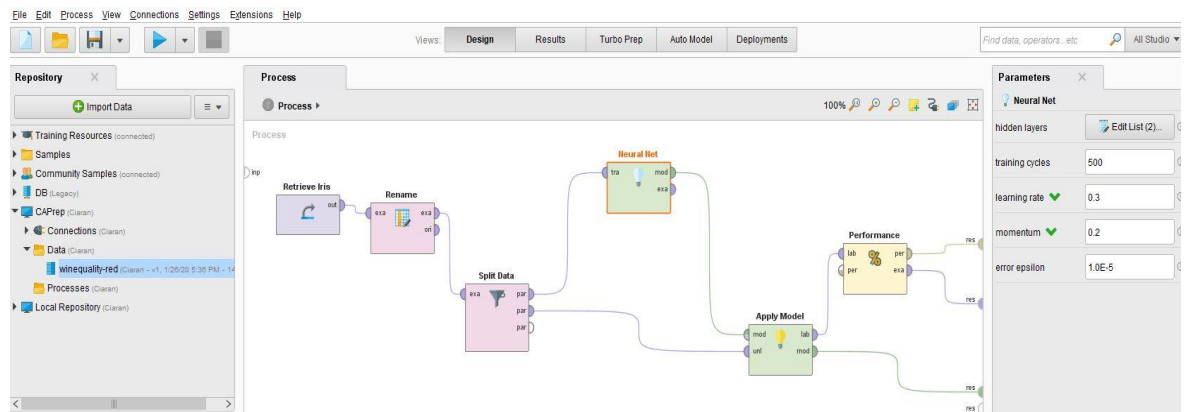 File Edit Process View Connections Settings Extensions Help
Views: Design Results Turbo Prep Auto Model Deployments
Find data, operators...etc All Studio
Repository
Import Data
Training Resources (connected)
Samples
Community Samples (connected)
DB (Legacy)
CAPrep (Ciaran)
Connections (Ciaran)
Data (Ciaran)
winequality-red (Ciaran - v1, 1/26/20 5:36 PM - 14
Processes (Ciaran)
Local Repository (Ciaran)
Process
Process
100%
Process
inp
Retrieve Iris
out
Rename
exa exa
ori
Split Data
exa par
par
par
Neural Net
tra mod
exa
Apply Model
mod lab
unl mod
Performance
lab % per
per exa
res
res
res
res
Parameters
Neural Net
hidden layers Edit List (2)...
training cycles 500
learning rate 0.3
momentum 0.2
error epsilon 1.0E-5